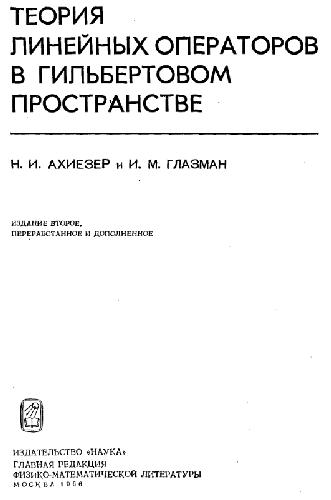 ТЕОРИЯ
ЛИНЕЙНЫХ ОПЕРАТОРОВ
В ГИЛЬБЕРТОВОМ
ПРОСТРАНСТВЕ
Н. И. АХИЕЗЕР и И. М. ГЛАЗМАН
ИЗДАНИЕ ВТОРОЕ,
ПЕРЕРАБОТАННОЕ И ДОПОЛНЕННОЕ
ИЗДАТЕЛЬСТВО «НАУКА»
ГЛАВНАЯ РЕДАКЦИЯ
ФИЗИКО-МАТЕМАТИЧЕСКОЙ ЛИТЕРАТУРЫ
МОСКВА 1966